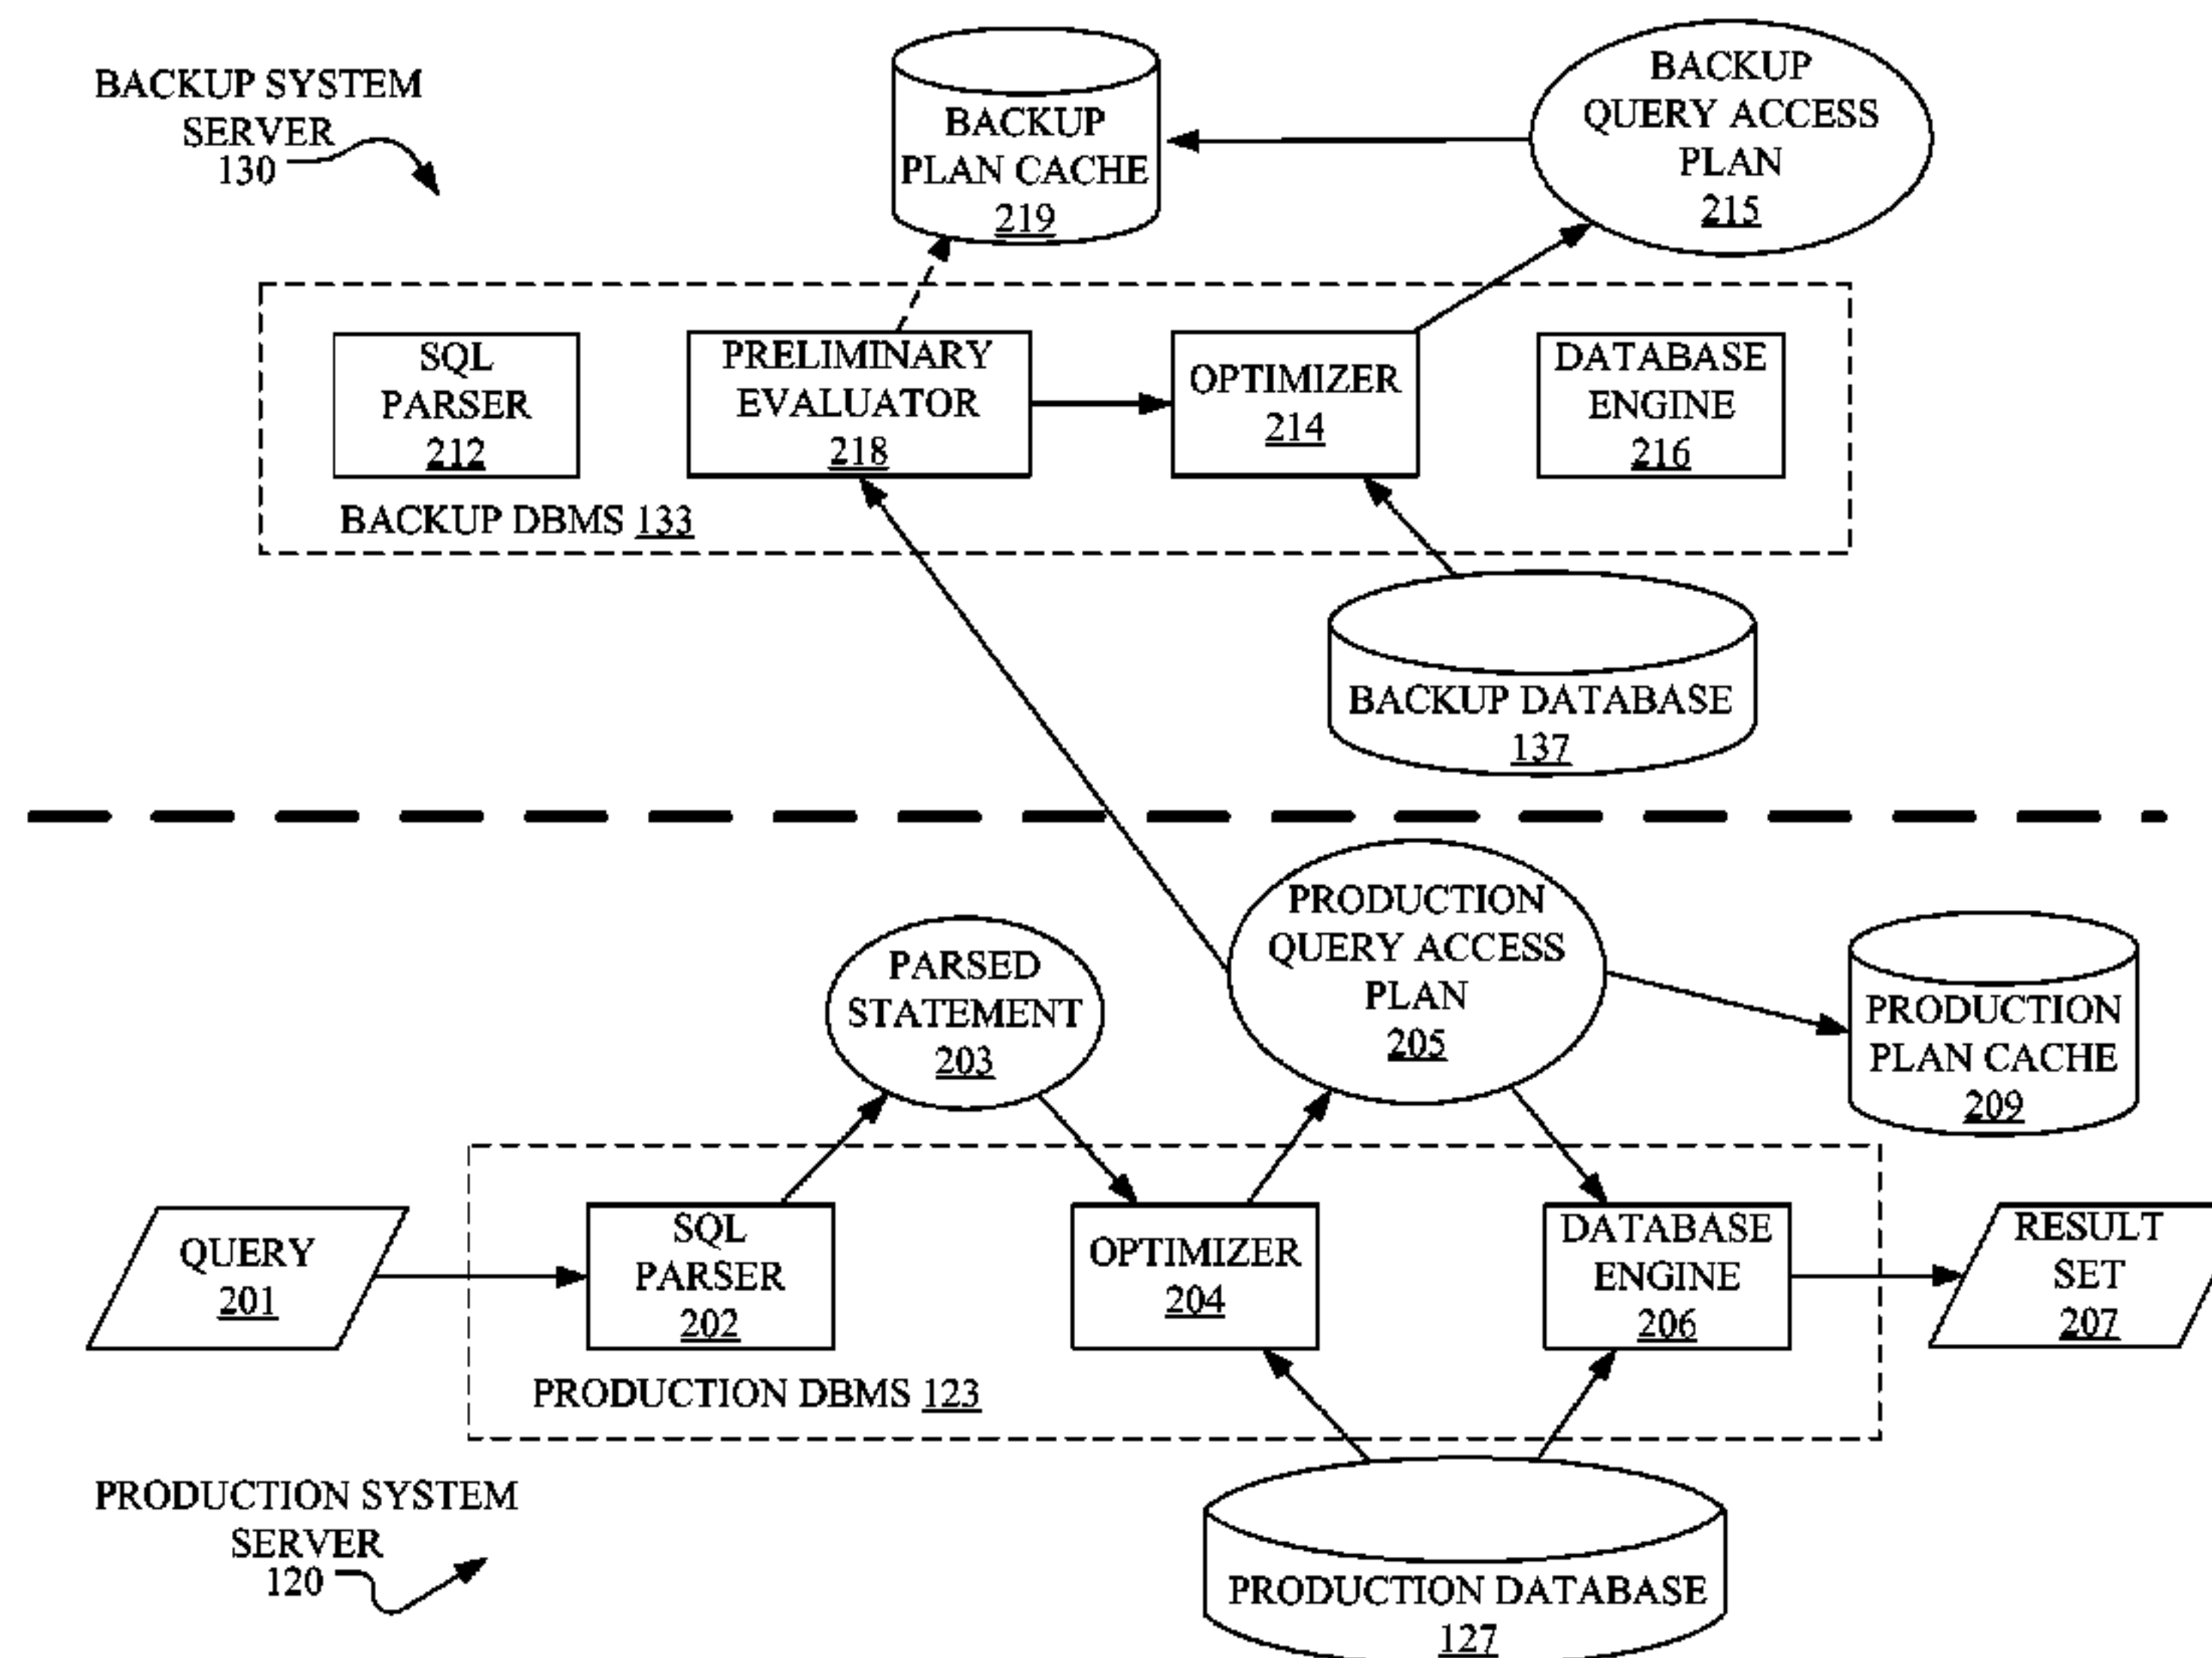 BACKUP SYSTEM
SERVER
130
BACKUP
PLAN CACHE
219
BACKUP
QUERY ACCESS
PLAN
215
SQL
PARSER
212
PRELIMINARY
EVALUATOR
218
OPTIMIZER
214
DATABASE
ENGINE
216
BACKUP DBMS 133
BACKUP DATABASE
137
PARSED
STATEMENT
203
PRODUCTION
QUERY ACCESS
PLAN
205
PRODUCTION
PLAN CACHE
209
QUERY
201
SQL
PARSER
202
OPTIMIZER
204
DATABASE
ENGINE
206
RESULT
SET
207
PRODUCTION DBMS 123
PRODUCTION SYSTEM
SERVER
120
PRODUCTION DATABASE
127